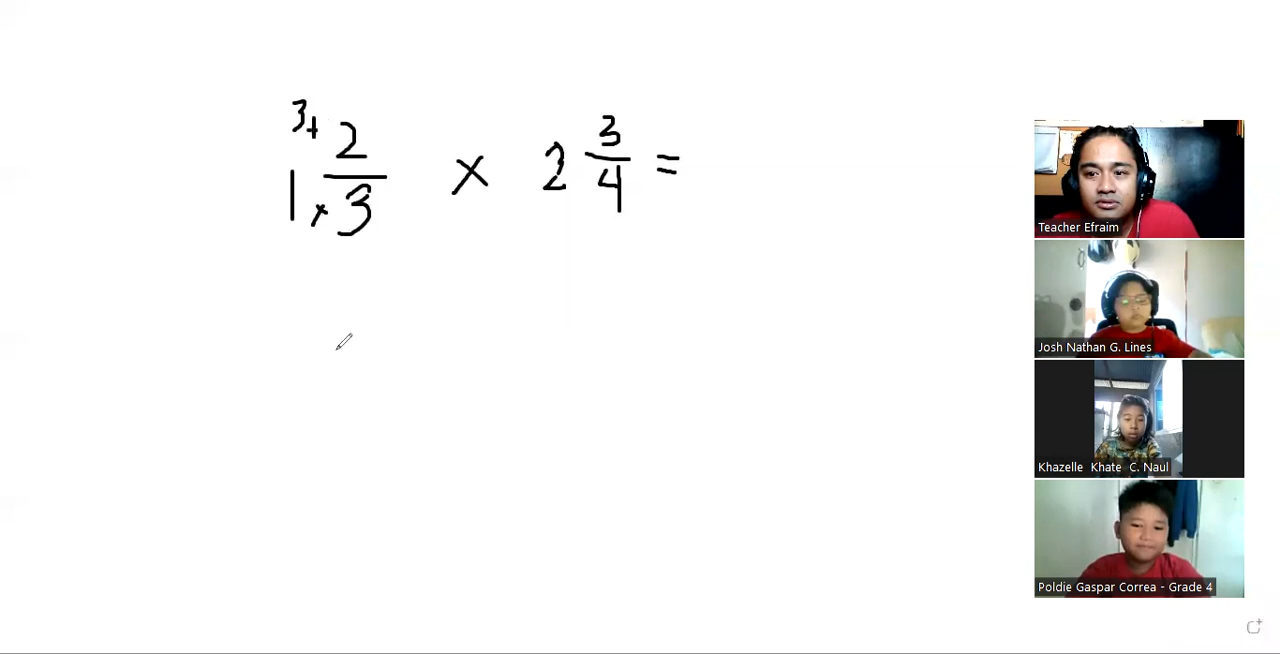 3+
1 × 2/3 × 2 3/4 =
Teacher Efraim
Josh Nathan G. Lines
Khazelle Khate C. Naul
Poldie Gaspar Correa - Grade 4